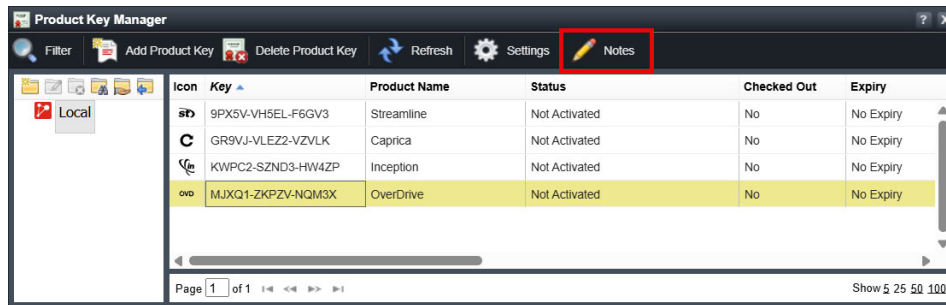 Product Key Manager ?
Filter Add Product Key Delete Product Key Refresh Settings Notes
Icon Key Product Name Status Checked Out Expiry
Local
STD 9PX5V-VH5EL-F6GV3 Streamline Not Activated No No Expiry
C GR9VJ-VLEZ2-VZVLK Caprica Not Activated No No Expiry
in KWPC2-SZND3-HW4ZP Inception Not Activated No No Expiry
OVD MJXQ1-ZKPZV-NQM3X OverDrive Not Activated No No Expiry
Page 1 of 1 Show 5 25 50 100